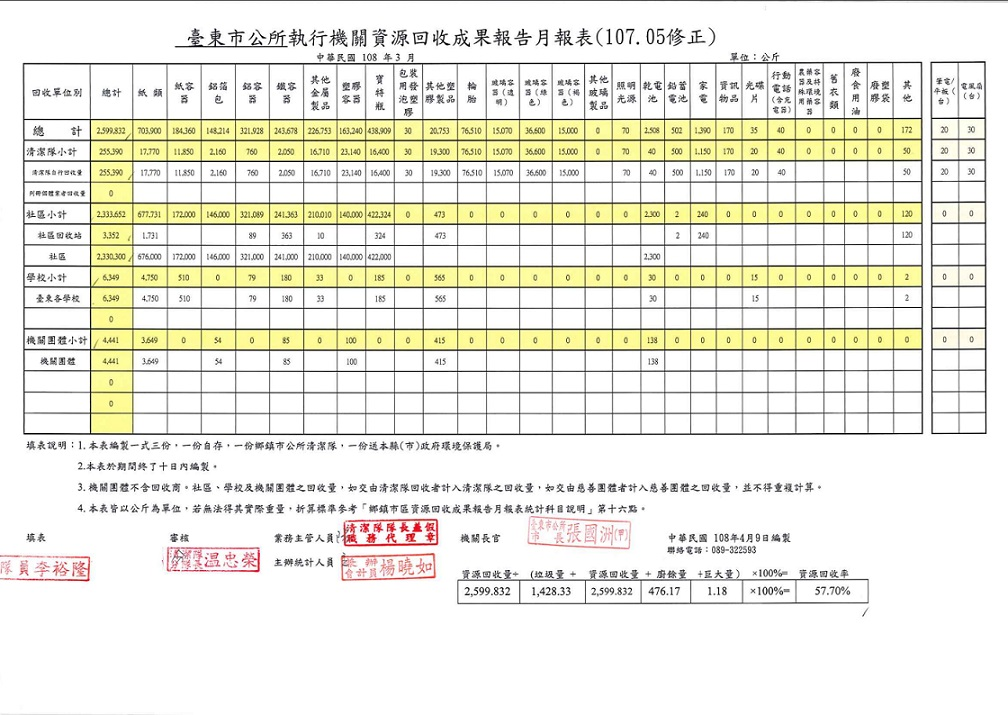 臺東市公所執行機關資源回收成果報告月報表(107.05修正)
中華民國 108 年 3 月
單位：公斤
回收單位別 總計 紙類 紙容器 鋁箔包 鋁容器 鐵容器 其他金屬製品 塑膠容器 寶特瓶 包裝用發泡塑膠 其他塑膠製品 輪胎 玻璃容器(透明) 玻璃容器(綠色) 玻璃容器(褐色) 其他玻璃製品 照明光源 乾電池 鉛蓄電池 家電 資訊物品 光碟片 行動電話(含充電器) 農藥容器及特殊環境用藥容器 舊衣類 廢食用油 廢塑膠袋 其他 筆電/平板(台) 電風扇(台)
總計 2,599.832 703,900 184,360 148,214 321,928 243,678 226,753 163,240 438,909 30 20,753 76,510 15,070 36,600 15,000 0 70 2,508 502 1,390 170 35 40 0 0 0 0 172 20 30
清潔隊小計 255,390 17,770 11,850 2,160 760 2,050 16,710 23,140 16,400 30 19,300 76,510 15,070 36,600 15,000 0 70 40 500 1,150 170 20 40 0 0 0 0 50 20 30
清潔隊自行回收量 255,390 17,770 11,850 2,160 760 2,050 16,710 23,140 16,400 30 19,300 76,510 15,070 36,600 15,000 70 40 500 1,150 170 20 40 50 20 30
列冊個體業者回收量 0
社區小計 2,333,652 677,731 172,000 146,000 321,089 241,363 210,010 140,000 422,324 0 473 0 0 0 0 0 0 2,300 2 240 0 0 0 0 0 0 0 120 0 0
社區回收站 3,352 1,731 89 363 10 324 473 2 240 120
社區 2,330,300 676,000 172,000 146,000 321,000 241,000 210,000 140,000 422,000 2,300
學校小計 6,349 4,750 510 0 79 180 33 0 185 0 565 0 0 0 0 0 0 30 0 0 0 15 0 0 0 0 0 2 0 0
臺東各學校 6,349 4,750 510 79 180 33 185 565 30 15 2
0
機關團體小計 4,441 3,649 0 54 0 85 0 100 0 0 415 0 0 0 0 0 0 138 0 0 0 0 0 0 0 0 0 0 0 0
機關團體 4,441 3,649 54 85 100 415 138
0
0
填表說明：1. 本表編製一式三份，一份自存，一份鄉鎮市公所清潔隊，一份送本縣(市)政府環境保護局。
2.本表於期間終了十日內編製。
3. 機關團體不含回收商。社區、學校及機關團體之回收量，如交由清潔隊回收者計入清潔隊之回收量，如交由慈善團體者計入慈善團體之回收量，並不得重複計算。
4. 本表皆以公斤為單位，若無法得其實際重量，折算標準參考「鄉鎮市區資源回收成果報告月報表統計科目說明」第十六點。
填表 審核 業務主管人員 機關長官 中華民國 108年4月9日編製
清潔隊隊長蓋假職務代理章
臺東市公所市長張國洲(甲)
聯絡電話：089-322593
主辦統計人員
隊員李裕隆
溫忠榮
主辦會計員楊曉如
資源回收量÷ (垃圾量 + 資源回收量 + 廚餘量 +巨大量) ×100%= 資源回收率
2,599.832 1,428.33 2,599.832 476.17 1.18 ×100%= 57.70%